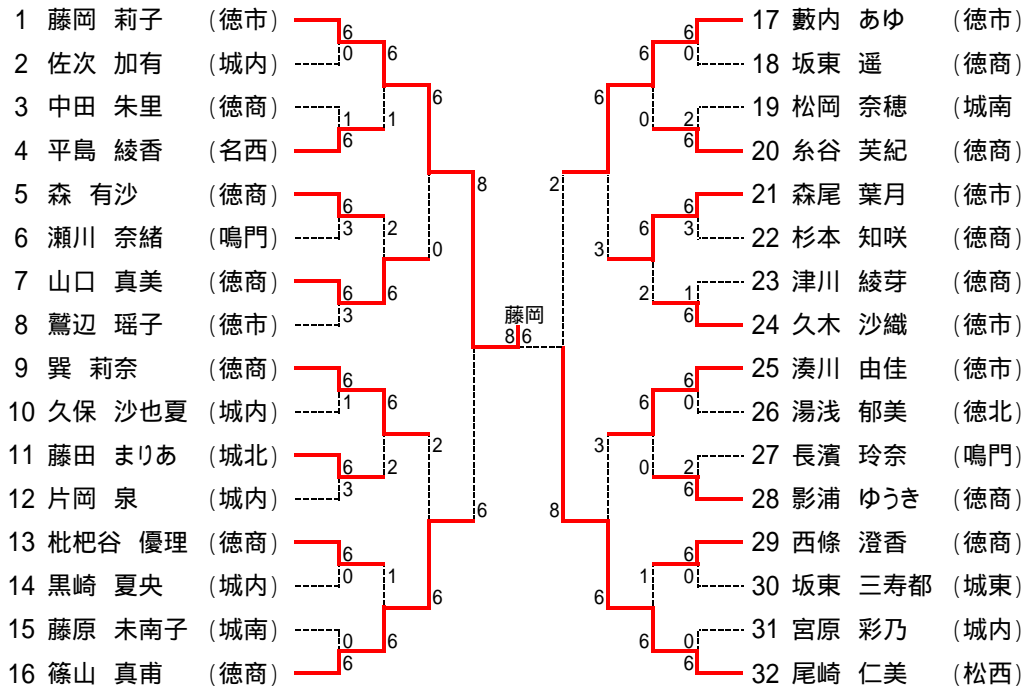 1 藤岡 莉子 (徳市)
2 佐次 加有 (城内)
3 中田 朱里 (徳商)
4 平島 綾香 (名西)
5 森 有沙 (徳商)
6 瀬川 奈緒 (鳴門)
7 山口 真美 (徳商)
8 鷲辺 瑶子 (徳市)
9 巽 莉奈 (徳商)
10 久保 沙也夏 (城内)
11 藤田 まりあ (城北)
12 片岡 泉 (城内)
13 枇杷谷 優理 (徳商)
14 黒崎 夏央 (城内)
15 藤原 未南子 (城南)
16 篠山 真甫 (徳商)
6
0
1
6
6
3
6
3
6
1
6
3
6
0
0
6
6
1
2
6
6
2
1
6
6
0
2
6
8
6
藤岡
8 6
2
8
6
3
3
6
6
0
6
2
6
0
1
6
6
0
2
6
6
3
1
6
6
0
2
6
6
0
0
6
17 藪内 あゆ (徳市)
18 坂東 遥 (徳商)
19 松岡 奈穂 (城南
20 糸谷 芙紀 (徳商)
21 森尾 葉月 (徳市)
22 杉本 知咲 (徳商)
23 津川 綾芽 (徳商)
24 久木 沙織 (徳市)
25 湊川 由佳 (徳市)
26 湯浅 郁美 (徳北)
27 長濱 玲奈 (鳴門)
28 影浦 ゆうき (徳商)
29 西條 澄香 (徳商)
30 坂東 三寿都 (城東)
31 宮原 彩乃 (城内)
32 尾崎 仁美 (松西)